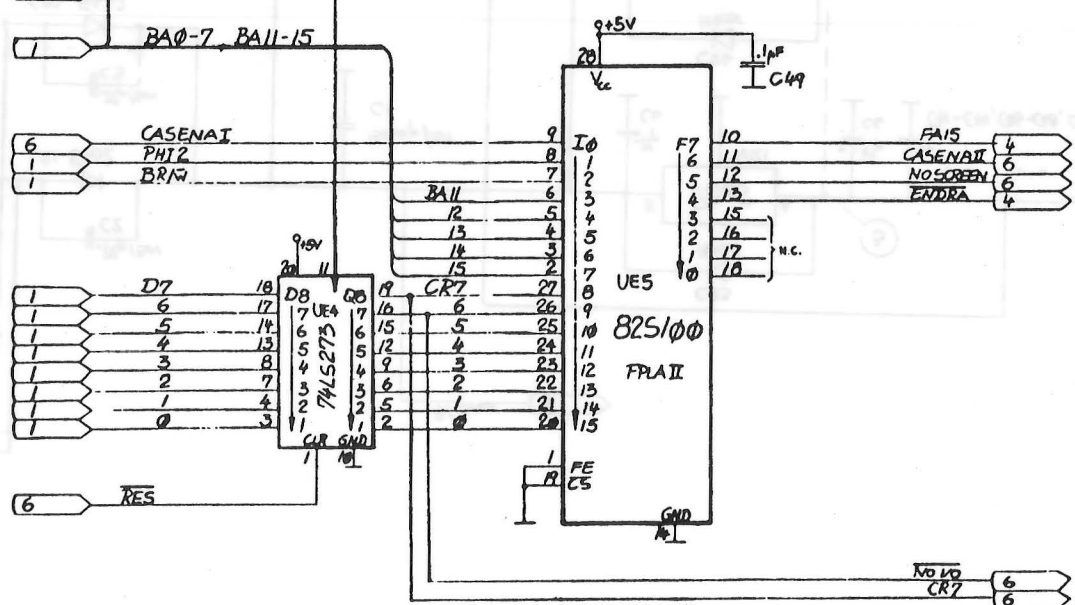 1 BAØ-7 BA11-15
+5V
28
Vcc
.1µF
C49
6 CASENAI 9 IØ F7 10 FA15 4
1 PHI2 8 1 6 11 CASENAII 6
1 7 2 5 12 NOSCREEN 6
BA11 6 3 4 13 ENDRA 4
12 5 4 3 15
13 4 5 2 16 N.C.
14 3 6 1 17
15 2 7 Ø 18
+5V
20 11
1 D7 18 D8 Q8 19 CR7 27 8 UE5
1 6 17 7 UE4 7 16 6 26 9
1 5 14 6 6 15 5 25 10 82S1ØØ
1 4 13 5 5 12 4 24 11
1 3 8 4 4 9 3 23 12 FPLA II
1 2 7 3 3 6 2 22 13
1 1 4 2 2 5 1 21 14
1 Ø 3 1 1 2 Ø 20 15
74LS273
CLR GND
1 10
1 FE
19 CS
6 RES
GND
14
NOVO 6
CR7 6